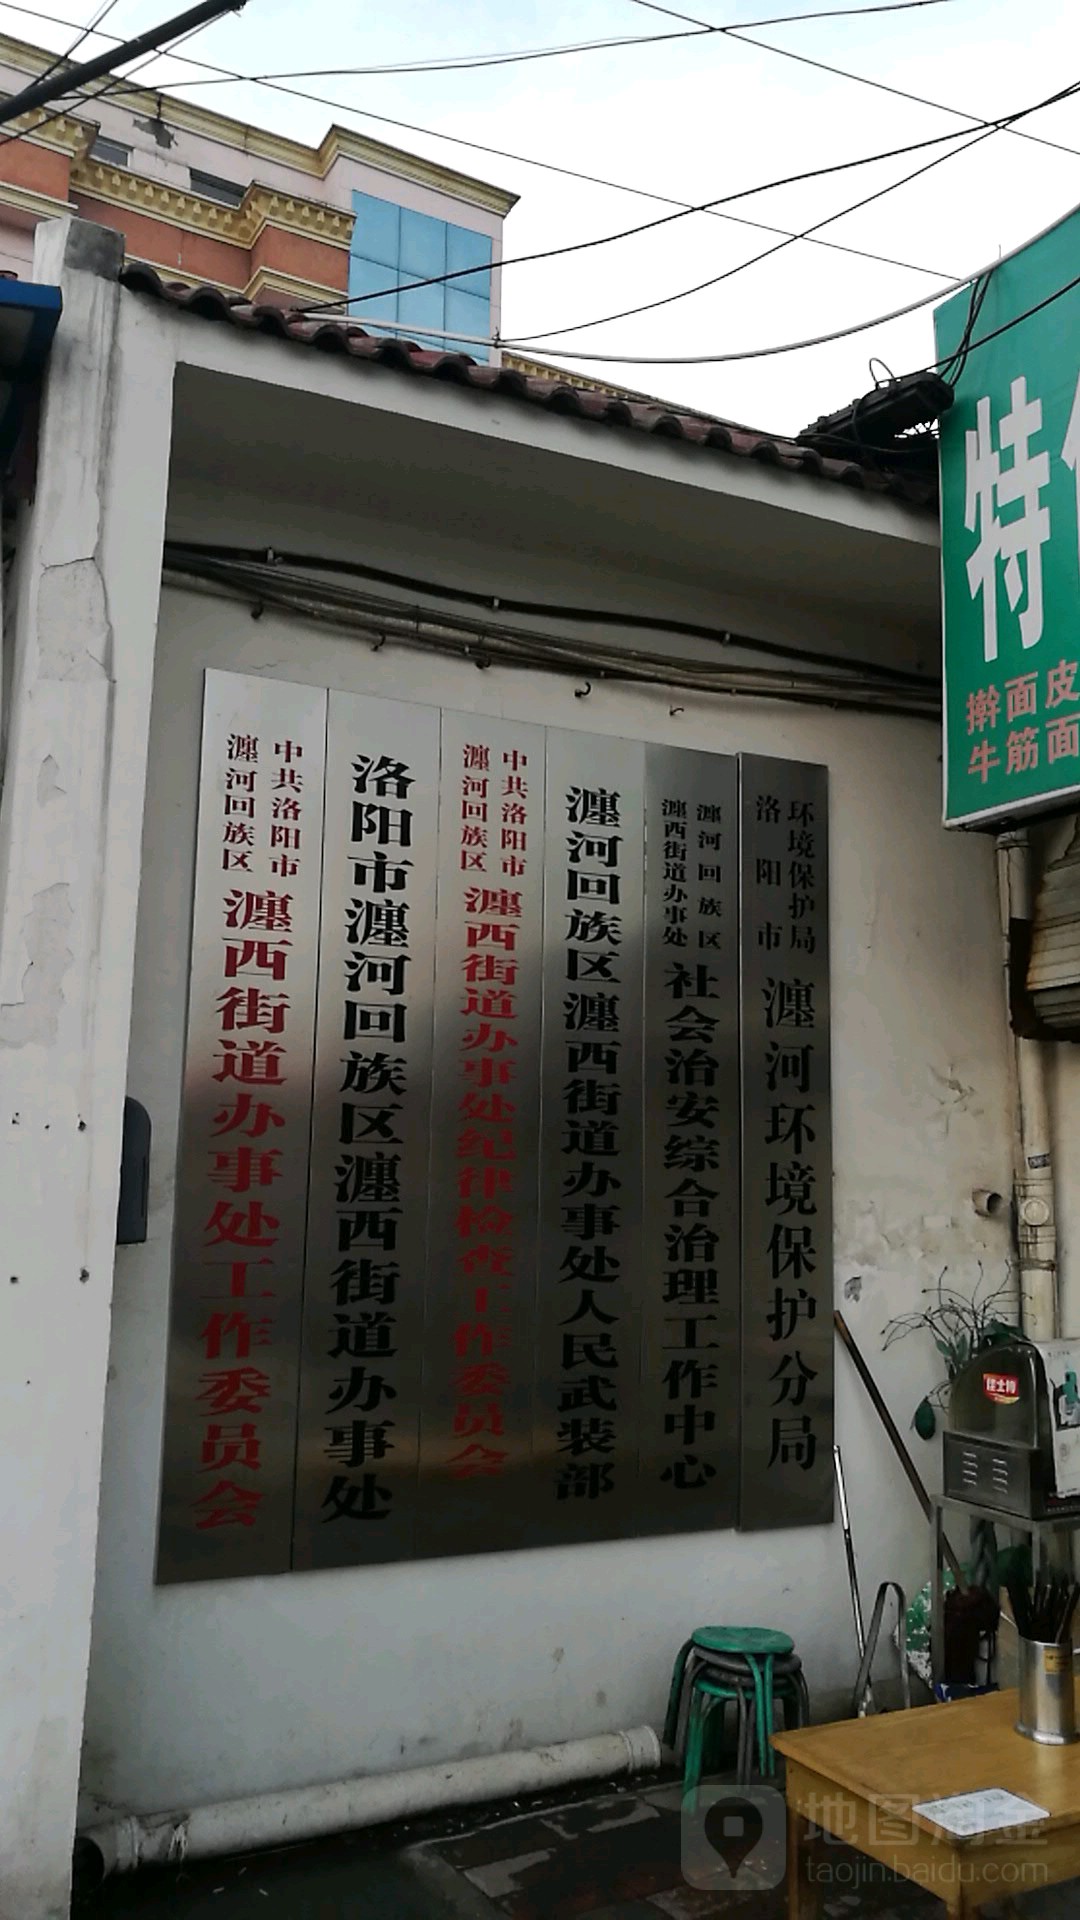 中共洛阳市
瀍河回族区
瀍西街道办事处工作委员会
洛阳市瀍河回族区瀍西街道办事处
中共洛阳市
瀍河回族区
瀍西街道办事处纪律检查工作委员会
瀍河回族区瀍西街道办事处人民武装部
瀍河回族区
瀍西街道办事处
社会治安综合治理工作中心
洛阳市
环境保护局
瀍河环境保护分局
特
擀面皮
牛筋面
佳士特
地图淘金
taojin.baidu.com